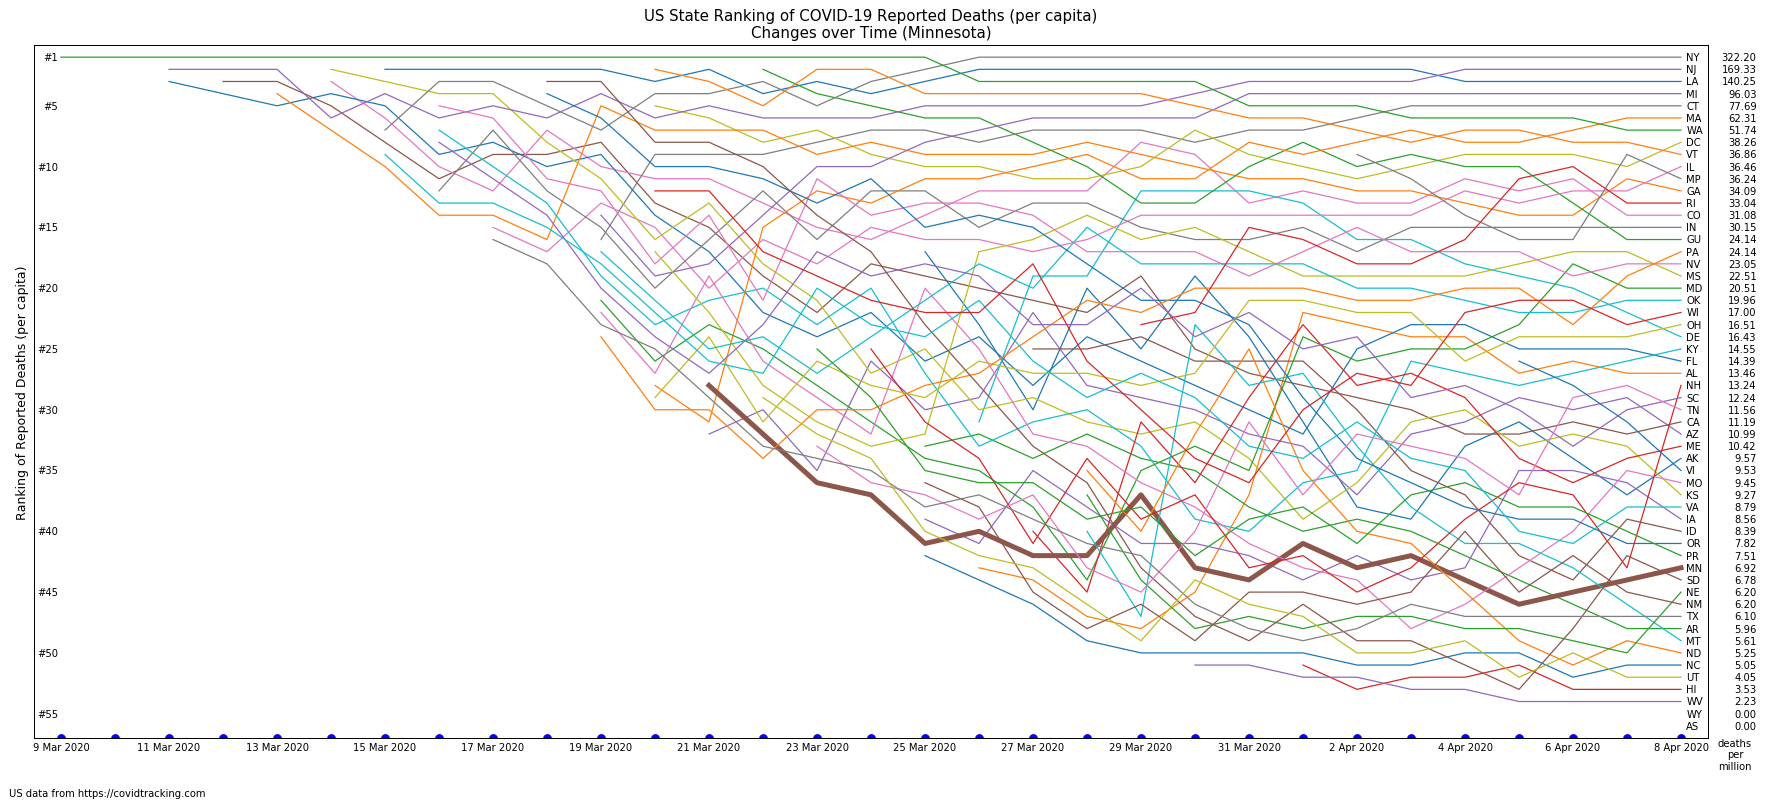 US State Ranking of COVID-19 Reported Deaths (per capita)
Changes over Time (Minnesota)
Ranking of Reported Deaths (per capita)
#1
#5
#10
#15
#20
#25
#30
#35
#40
#45
#50
#55
NY 322.20
NJ 169.33
LA 140.25
MI 96.03
CT 77.69
MA 62.31
WA 51.74
DC 38.26
VT 36.86
IL 36.46
MP 36.24
GA 34.09
RI 33.04
CO 31.08
IN 30.15
GU 24.14
PA 24.14
NV 23.05
MS 22.51
MD 20.51
OK 19.96
WI 17.00
OH 16.51
DE 16.43
KY 14.55
FL 14.39
AL 13.46
NH 13.24
SC 12.24
TN 11.56
CA 11.19
AZ 10.99
ME 10.42
AK 9.57
VI 9.53
MO 9.45
KS 9.27
VA 8.79
IA 8.56
ID 8.39
OR 7.82
PR 7.51
MN 6.92
SD 6.78
NE 6.20
NM 6.20
TX 6.10
AR 5.96
MT 5.61
ND 5.25
NC 5.05
UT 4.05
HI 3.53
WV 2.23
WY 0.00
AS 0.00
9 Mar 2020 11 Mar 2020 13 Mar 2020 15 Mar 2020 17 Mar 2020 19 Mar 2020 21 Mar 2020 23 Mar 2020 25 Mar 2020 27 Mar 2020 29 Mar 2020 31 Mar 2020 2 Apr 2020 4 Apr 2020 6 Apr 2020 8 Apr 2020
deaths
per
million
US data from https://covidtracking.com